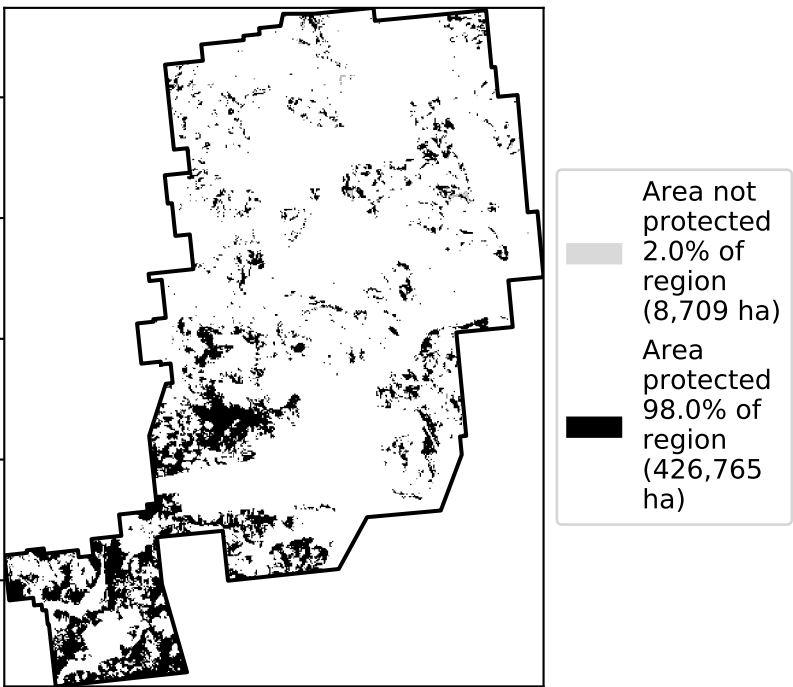 Area not
protected
2.0% of
region
(8,709 ha)
Area
protected
98.0% of
region
(426,765
ha)